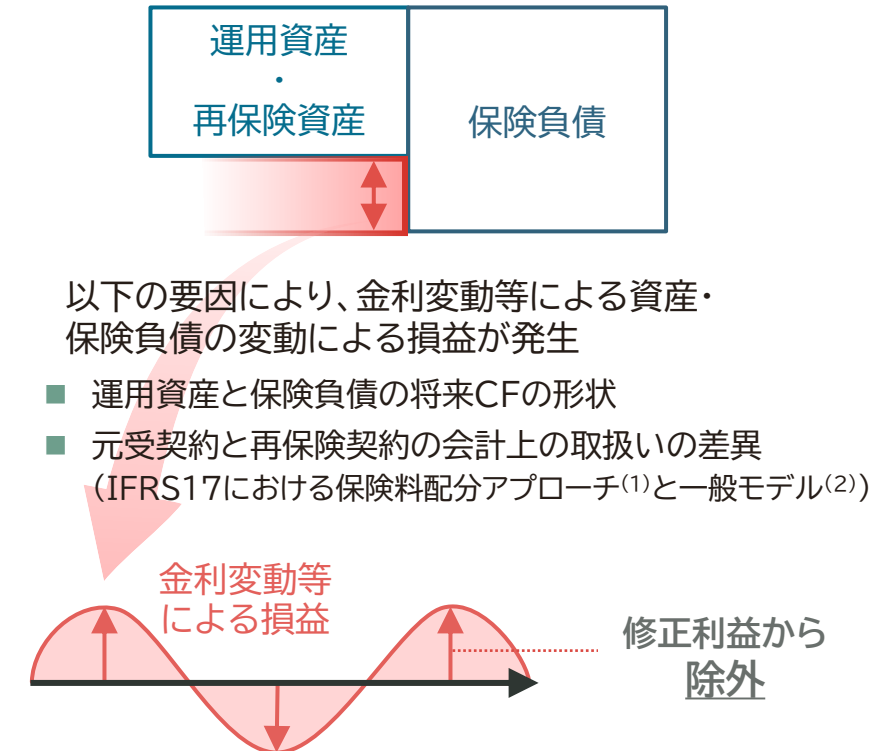 運用資産
・
再保険資産
保険負債
以下の要因により、金利変動等による資産・
保険負債の変動による損益が発生
■ 運用資産と保険負債の将来CFの形状
■ 元受契約と再保険契約の会計上の取扱いの差異
(IFRS17における保険料配分アプローチ(1)と一般モデル(2))
金利変動等
による損益
修正利益から
除外